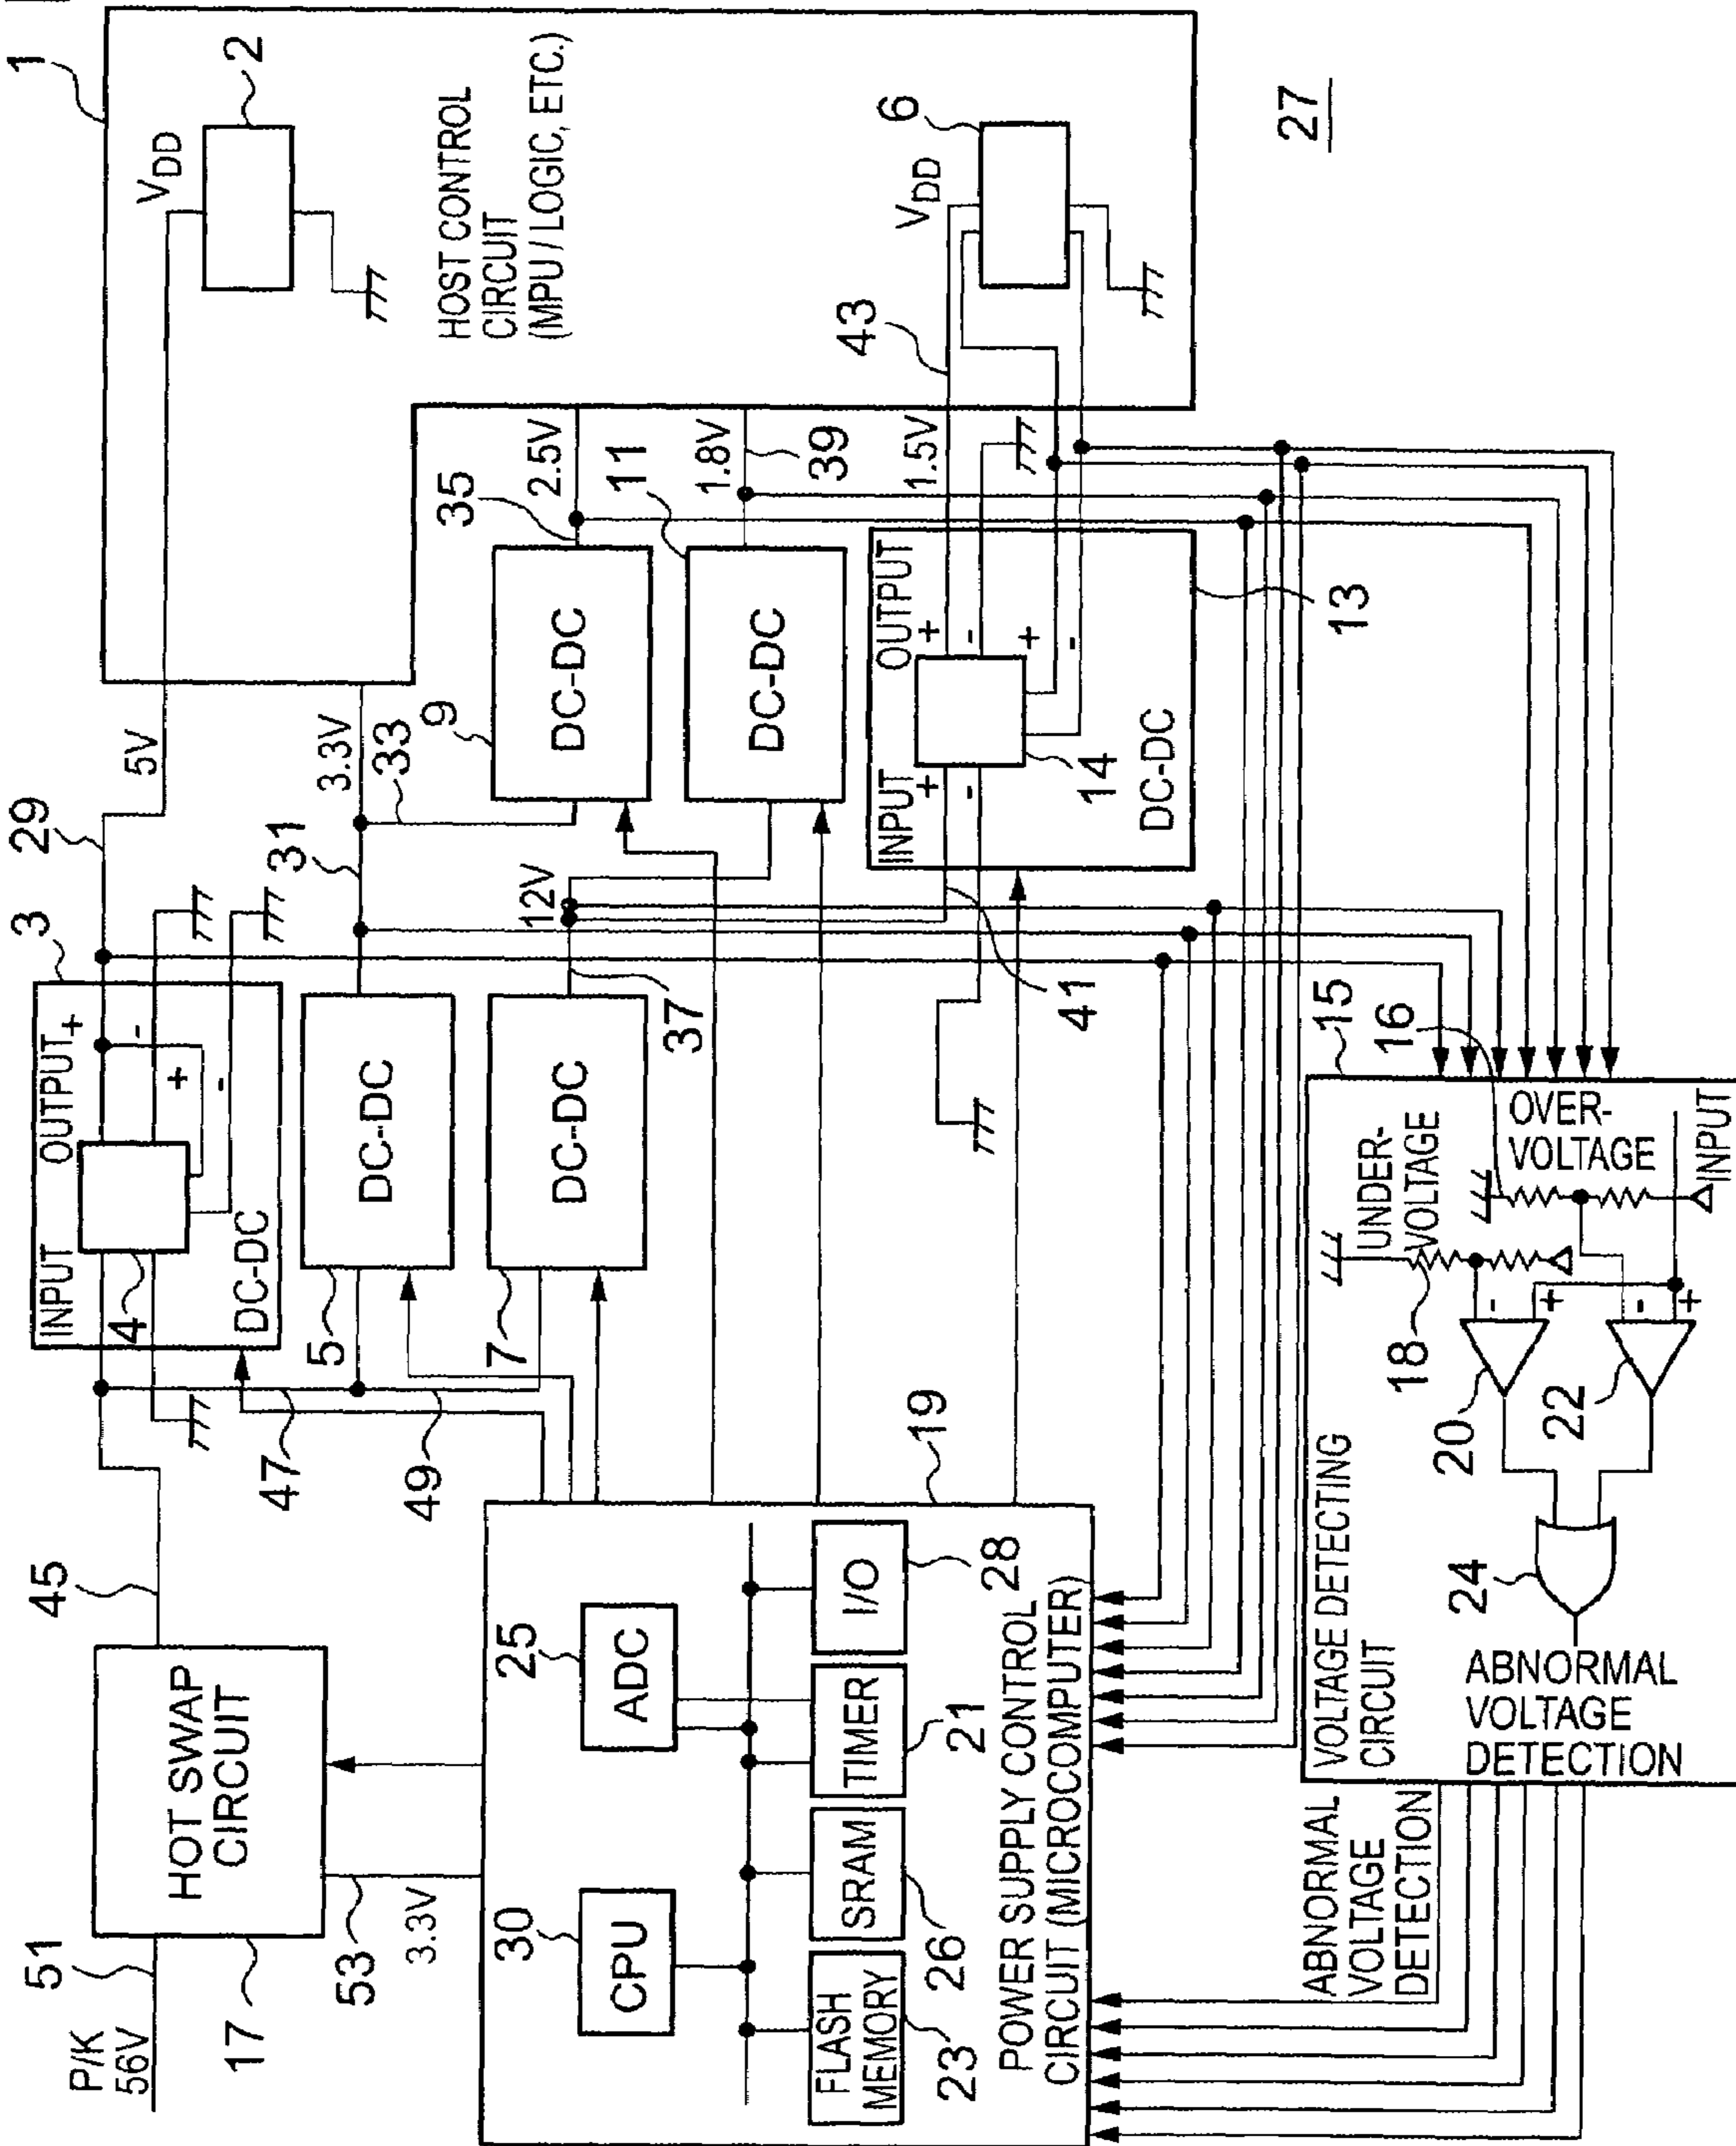 1
V_DD
2
HOST CONTROL
CIRCUIT
(MPU / LOGIC, ETC.)
V_DD
6
43
27
5V
3.3V
2.5V
1.8V
1.5V
29
31
33
35
39
9
11
DC-DC
DC-DC
3
INPUT
OUTPUT
+
-
+
-
4
DC-DC
5
DC-DC
7
DC-DC
12V
37
41
INPUT
OUTPUT
+
-
+
-
+
-
14
DC-DC
13
45
47
49
P/K
56V
51
HOT SWAP
CIRCUIT
17
53
3.3V
19
30
CPU
25
ADC
FLASH
MEMORY
23
SRAM
26
TIMER
21
I/O
28
POWER SUPPLY CONTROL
CIRCUIT (MICROCOMPUTER)
15
16
VOLTAGE DETECTING
CIRCUIT
UNDER-
VOLTAGE
OVER-
VOLTAGE
INPUT
18
-
+
-
+
20
22
24
ABNORMAL
VOLTAGE
DETECTION
ABNORMAL
VOLTAGE
DETECTION